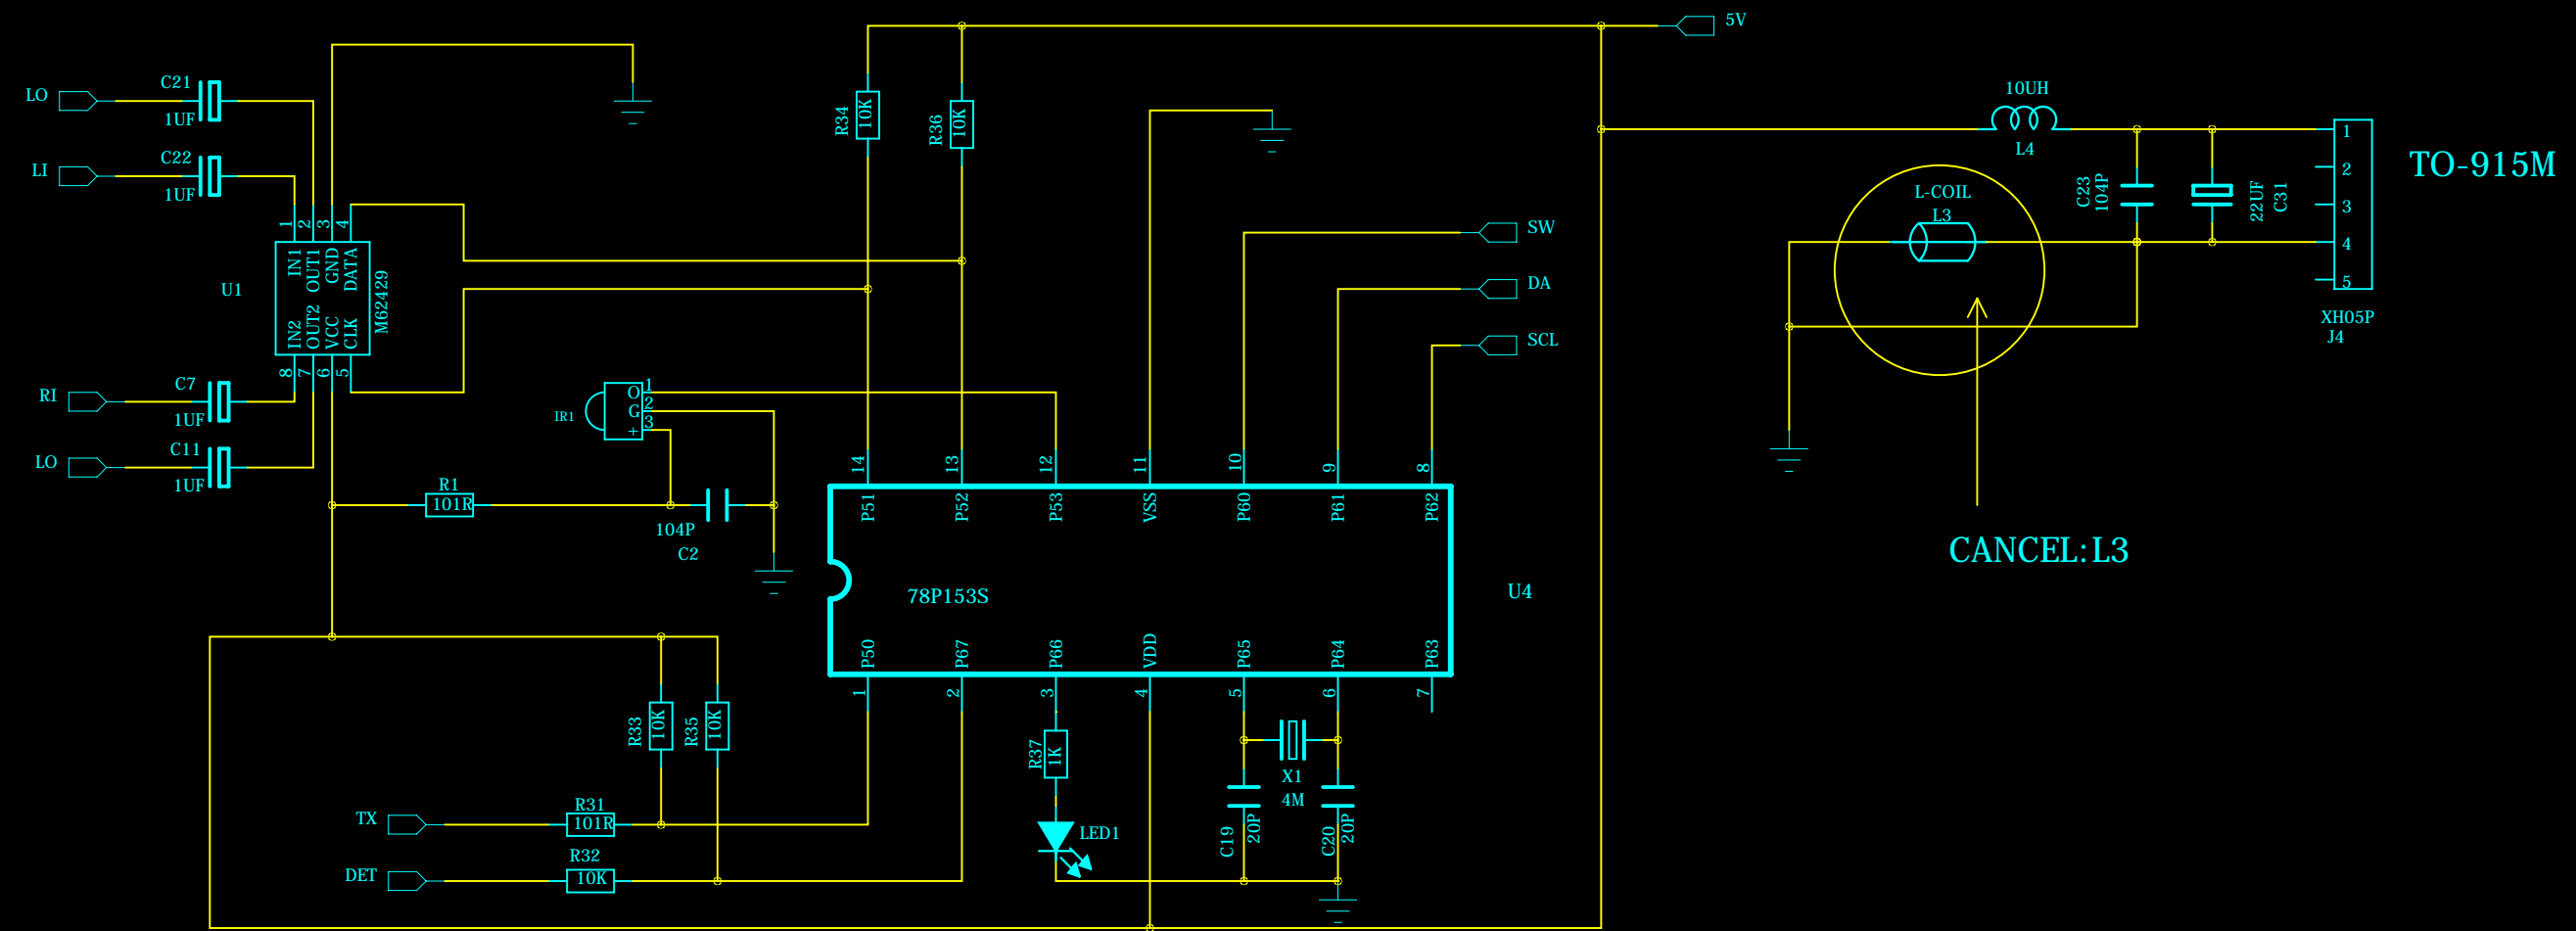 5V
LO
C21
1UF
LI
C22
1UF
R34
10K
R36
10K
10UH
L4
1
2
3
4
5
TO-915M
C23
104P
22UF
C31
L-COIL
L3
XH05P
J4
CANCEL:L3
SW
DA
SCL
U1
1
2
3
4
IN1
OUT1
GND
DATA
M62429
IN2
OUT2
VCC
CLK
8
7
6
5
RI
C7
1UF
LO
C11
1UF
IR1
O
G
+
1
2
3
R1
101R
104P
C2
14
13
12
11
10
9
8
P51
P52
P53
VSS
P60
P61
P62
78P153S
U4
P50
P67
P66
VDD
P65
P64
P63
1
2
3
4
5
6
7
R33
10K
R35
10K
R37
1K
X1
4M
TX
R31
101R
DET
R32
10K
LED1
C19
20P
C20
20P